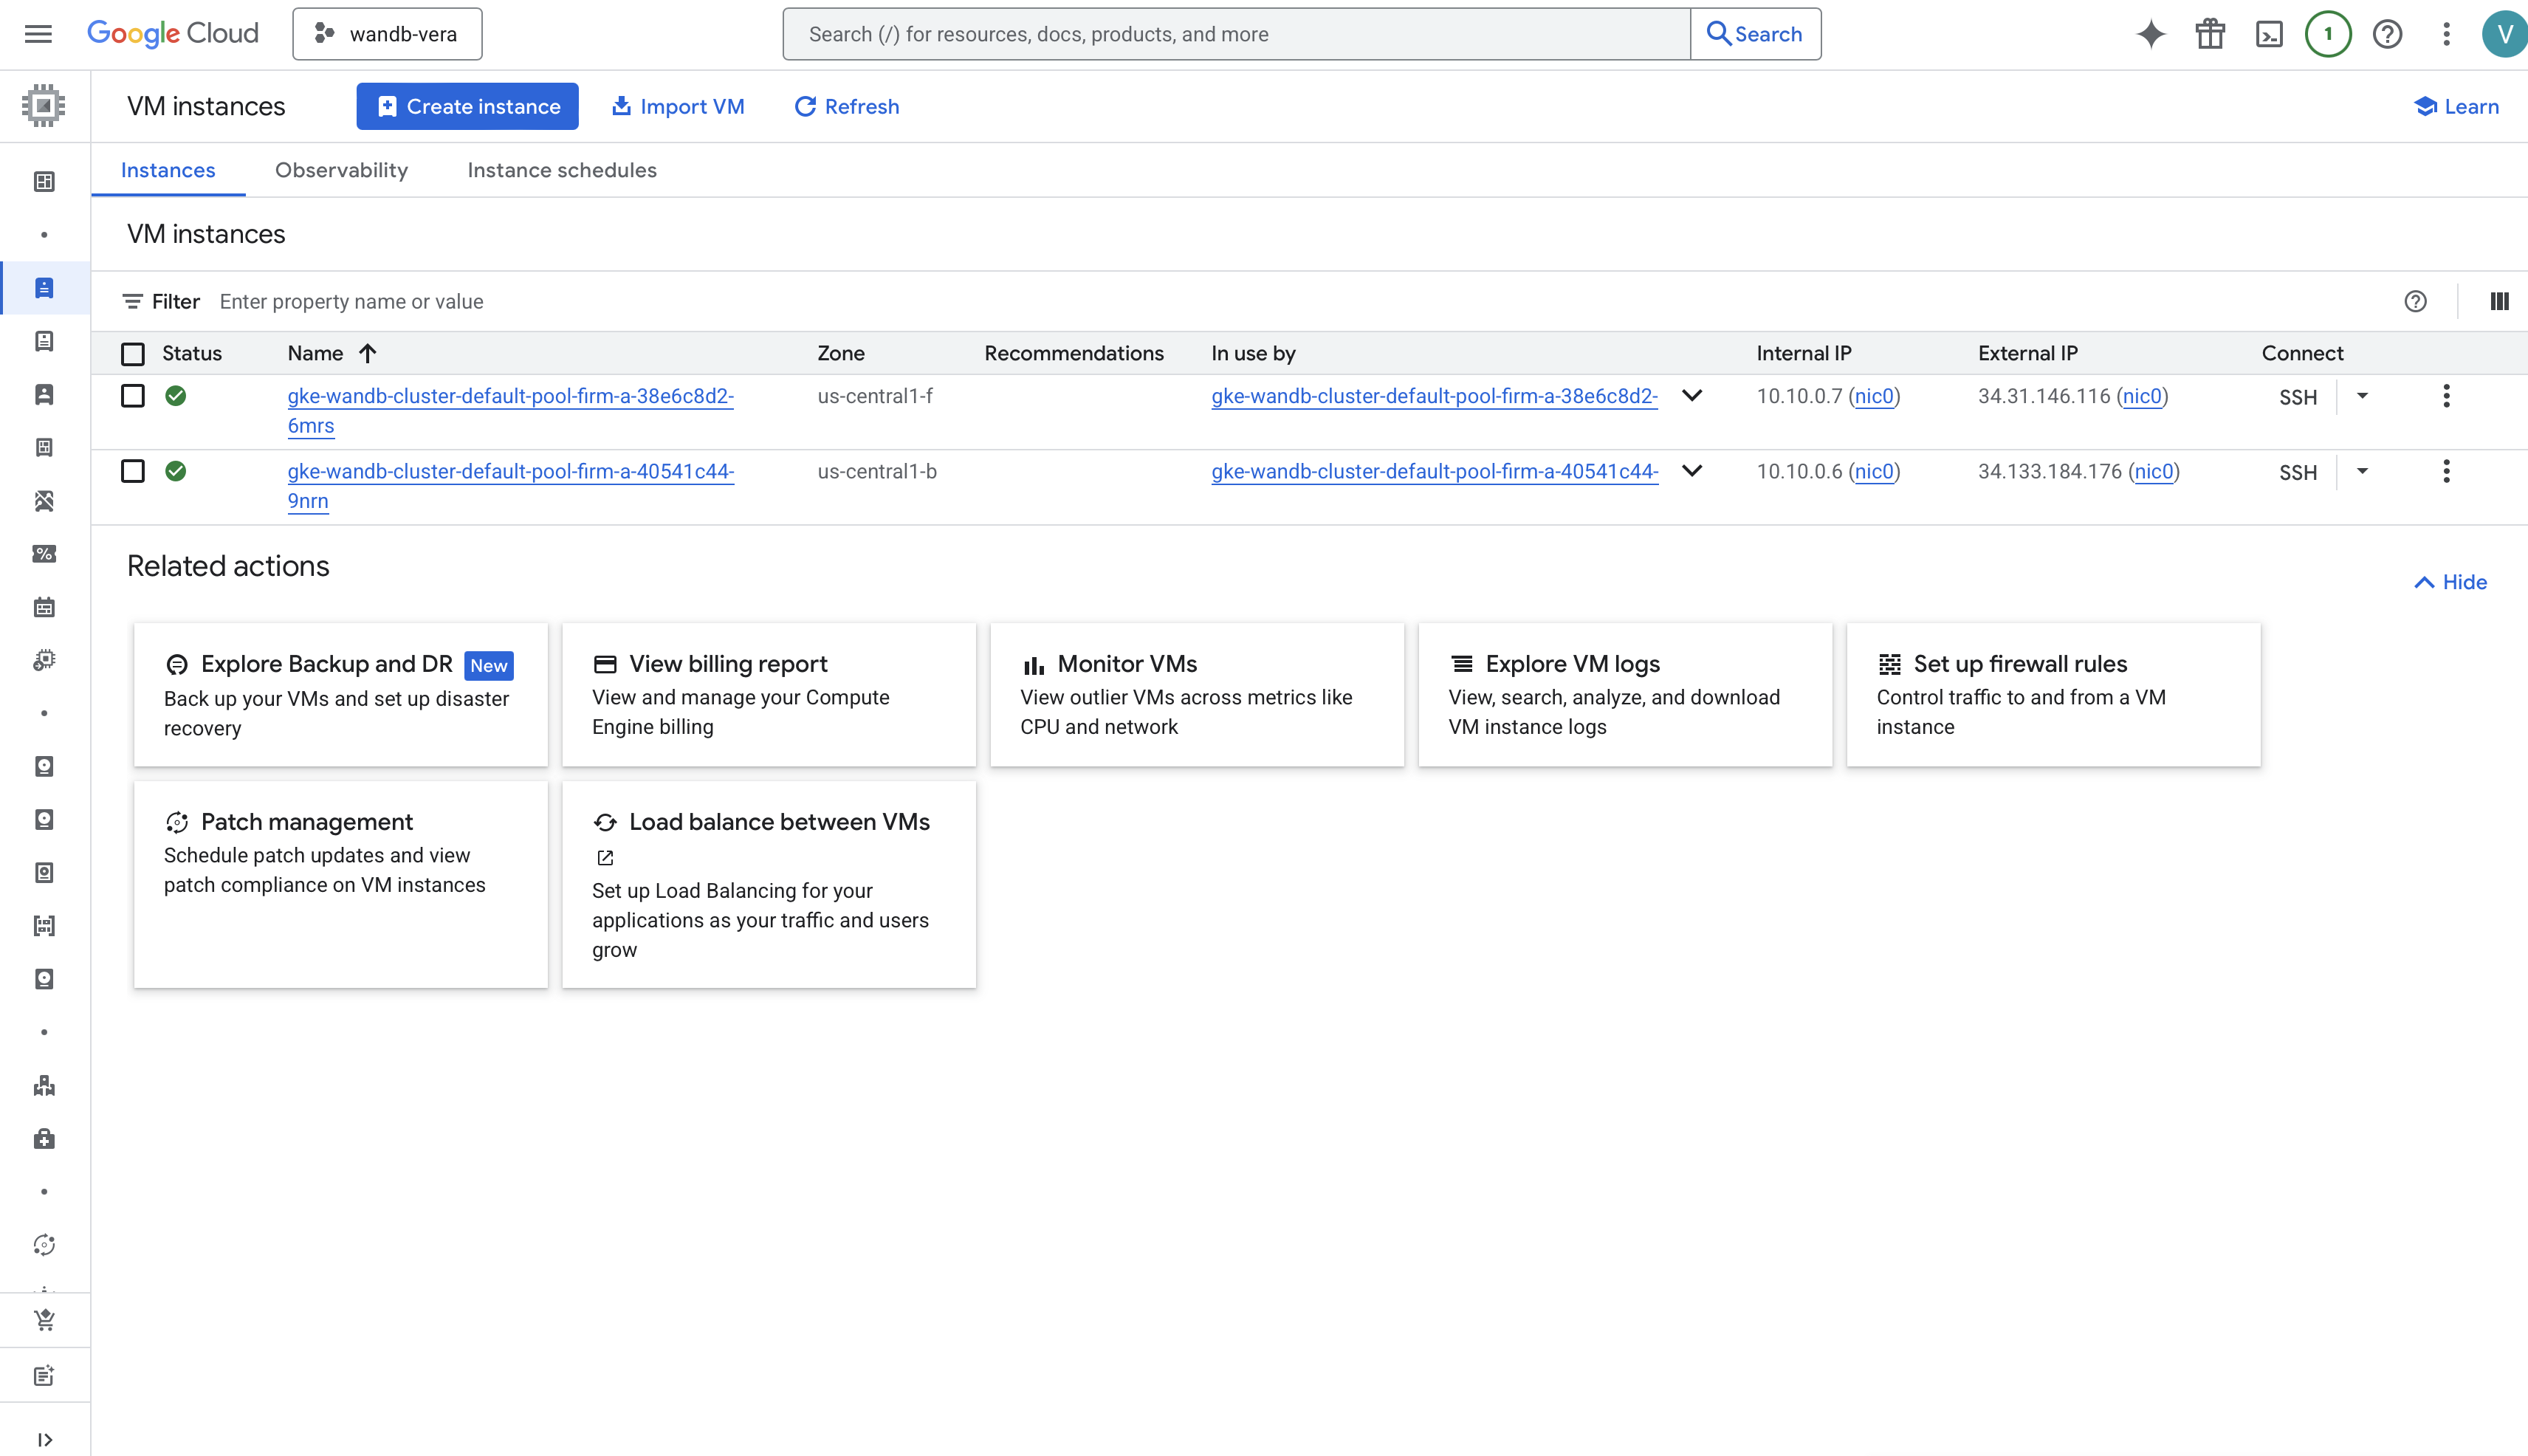 Google Cloud
wandb-vera
Search (/) for resources, docs, products, and more
Search
1
V
VM instances
Create instance
Import VM
Refresh
Learn
Instances
Observability
Instance schedules
VM instances
Filter
Enter property name or value
Status
Name
Zone
Recommendations
In use by
Internal IP
External IP
Connect
gke-wandb-cluster-default-pool-firm-a-38e6c8d2-
6mrs
us-central1-f
gke-wandb-cluster-default-pool-firm-a-38e6c8d2-
10.10.0.7 (nic0)
34.31.146.116 (nic0)
SSH
gke-wandb-cluster-default-pool-firm-a-40541c44-
9nrn
us-central1-b
gke-wandb-cluster-default-pool-firm-a-40541c44-
10.10.0.6 (nic0)
34.133.184.176 (nic0)
SSH
Related actions
Hide
Explore Backup and DR New
Back up your VMs and set up disaster
recovery
View billing report
View and manage your Compute
Engine billing
Monitor VMs
View outlier VMs across metrics like
CPU and network
Explore VM logs
View, search, analyze, and download
VM instance logs
Set up firewall rules
Control traffic to and from a VM
instance
Patch management
Schedule patch updates and view
patch compliance on VM instances
Load balance between VMs
Set up Load Balancing for your
applications as your traffic and users
grow